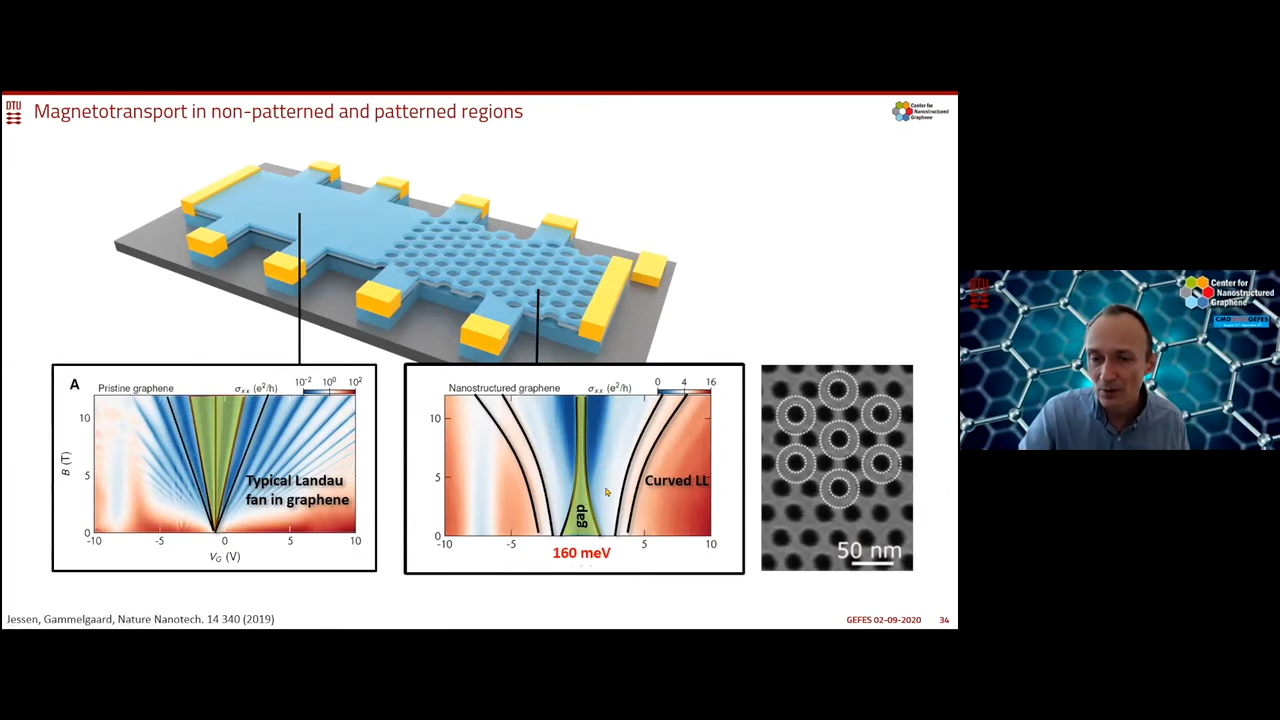 DTU
Magnetotransport in non-patterned and patterned regions
Center for
Nanostructured
Graphene
A
Pristine graphene
σxx (e²/h)
10⁻² 10⁰ 10²
B (T)
10
5
0
Typical Landau
fan in graphene
-10 -5 0 5 10
VG (V)
Nanostructured graphene
σxx (e²/h)
0 4 16
10
5
0
Curved LL
gap
-10 -5 5 10
160 meV
50 nm
Jessen, Gammelgaard, Nature Nanotech. 14 340 (2019)
GEFES 02-09-2020 34
Center for
Nanostructured
Graphene
CMD GEFES